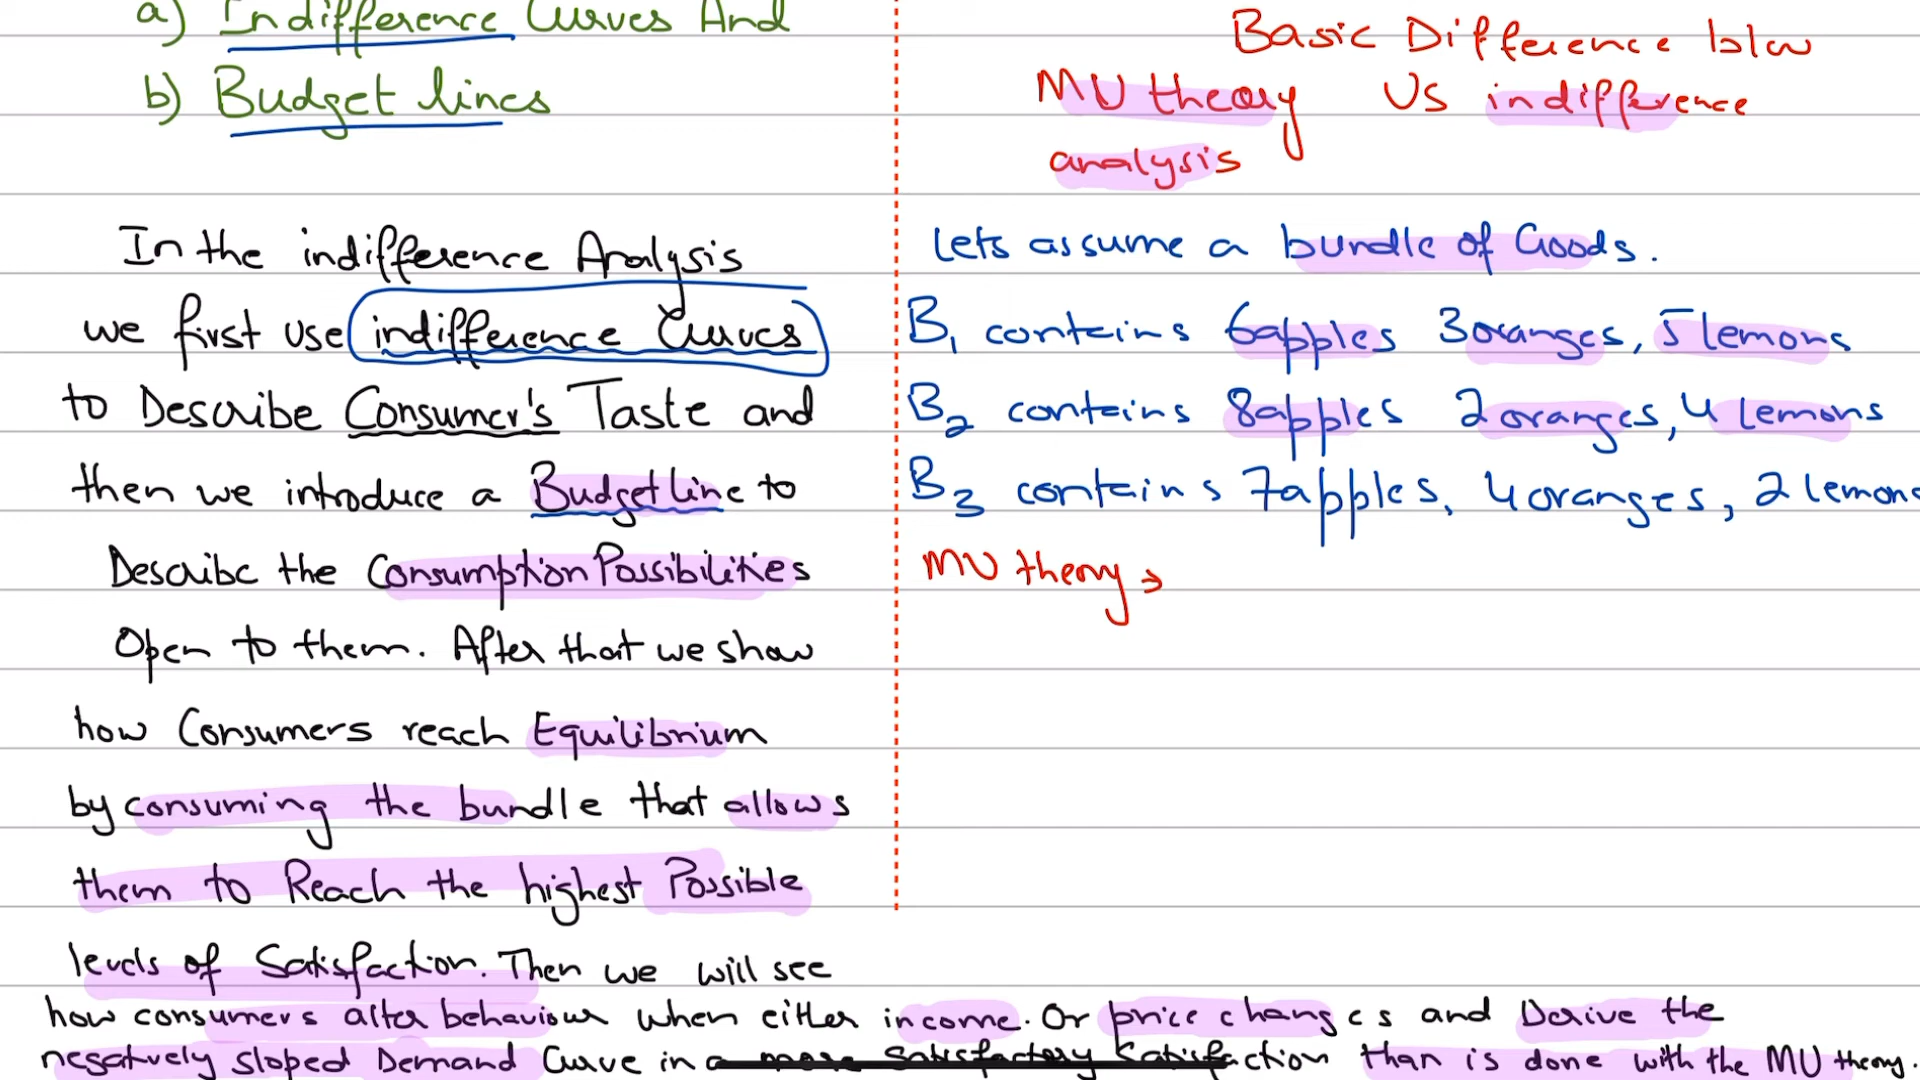 a) Indifference Curves And
b) Budget lines
In the indifference Analysis
we first use indifference Curves
to Describe Consumer's Taste and
then we introduce a Budget line to
Describe the Consumption Possibilities
Open to them. After that we show
how Consumers reach Equilibrium
by consuming the bundle that allows
them to Reach the highest Possible
levels of Satisfaction. Then we will see
how consumers alter behaviour when either income. Or price changes and Derive the
negatively sloped Demand Curve in a more satisfactory Satisfaction than is done with the MU theory.
Basic Difference b/w
MU theory VS indifference
analysis
lets assume a bundle of Goods.
B1 contains 6apples 3oranges, 5 lemons
B2 contains 8apples 2 oranges, 4 lemons
B3 contains 7apples, 4 oranges, 2 lemons
MU theory →